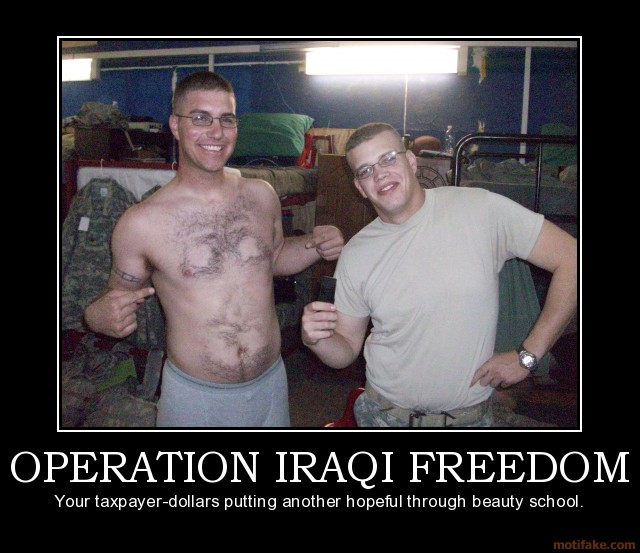 OPERATION IRAQI FREEDOM
Your taxpayer-dollars putting another hopeful through beauty school.
motifake.com